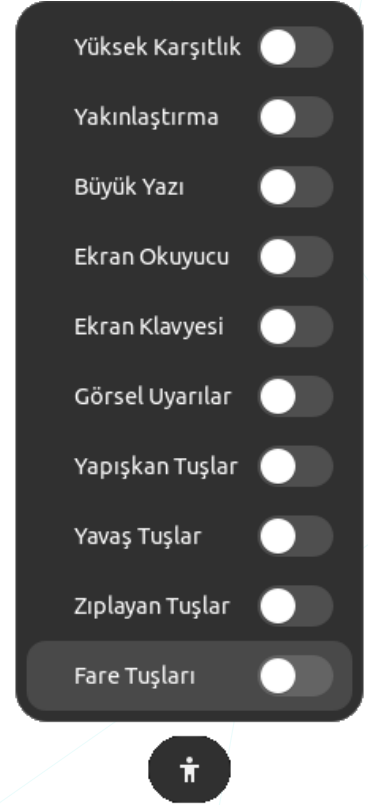 Yüksek Karşıtlık
Yakınlaştırma
Büyük Yazı
Ekran Okuyucu
Ekran Klavyesi
Görsel Uyarılar
Yapışkan Tuşlar
Yavaş Tuşlar
Zıplayan Tuşlar
Fare Tuşları